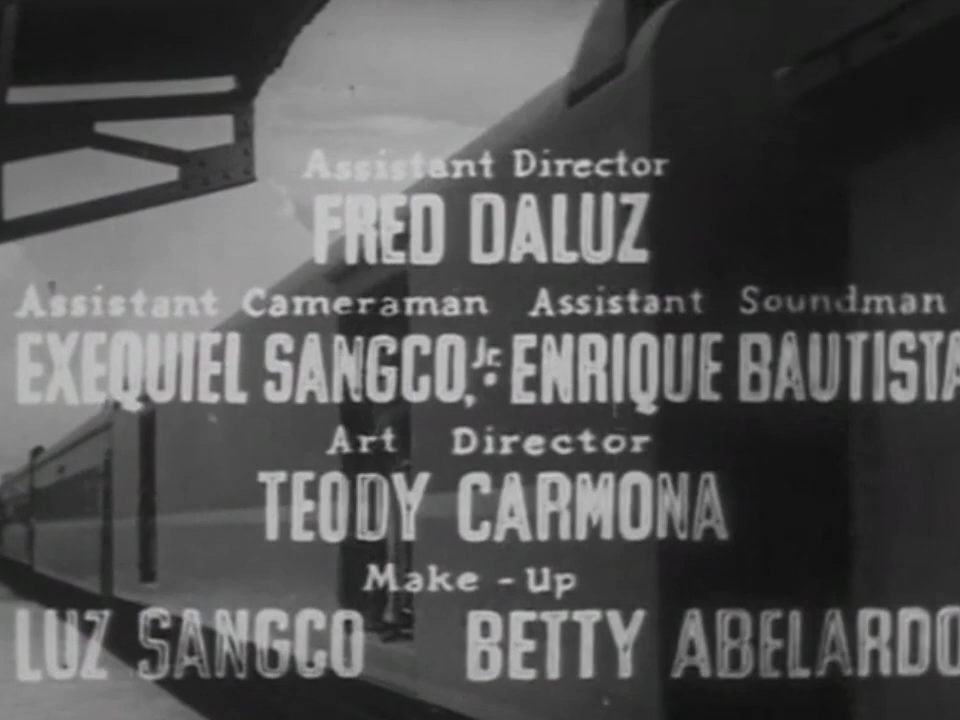 Assistant Director
FRED DALUZ
Assistant Cameraman Assistant Soundman
EXEQUIEL SANGCO, Jr. ENRIQUE BAUTISTA
Art Director
TEODY CARMONA
Make-Up
LUZ SANGCO BETTY ABELARDO